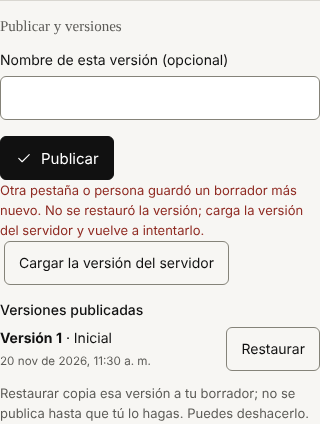 Publicar y versiones
Nombre de esta versión (opcional)
Publicar
Otra pestaña o persona guardó un borrador más
nuevo. No se restauró la versión; carga la versión
del servidor y vuelve a intentarlo.
Cargar la versión del servidor
Versiones publicadas
Versión 1 · Inicial
20 nov de 2026, 11:30 a. m.
Restaurar
Restaurar copia esa versión a tu borrador; no se
publica hasta que tú lo hagas. Puedes deshacerlo.